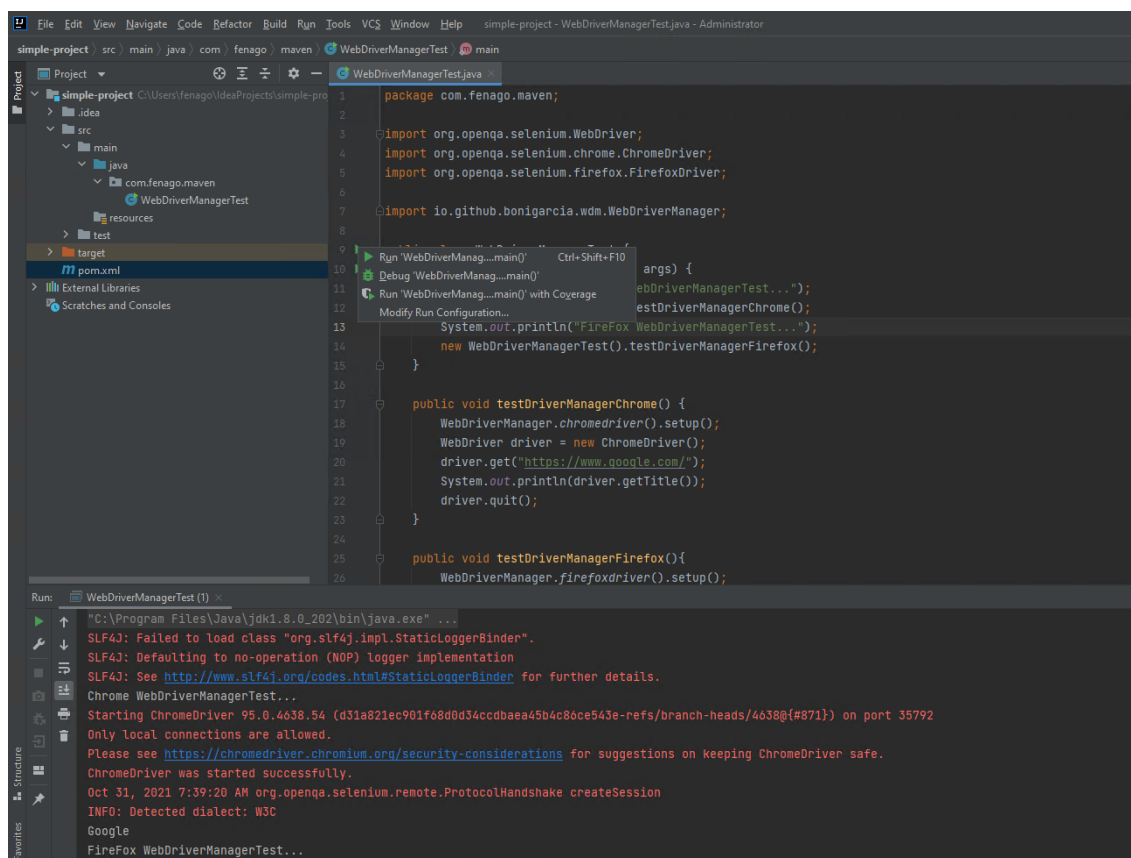 File Edit View Navigate Code Refactor Build Run Tools VCS Window Help simple-project - WebDriverManagerTest.java - Administrator
simple-project src main java com fenago maven WebDriverManagerTest main
Project
Project
WebDriverManagerTest.java
simple-project C:\Users\fenago\IdeaProjects\simple-pro
.idea
src
main
java
com.fenago.maven
WebDriverManagerTest
resources
test
target
pom.xml
External Libraries
Scratches and Consoles
1 package com.fenago.maven;
2
3 import org.openqa.selenium.WebDriver;
4 import org.openqa.selenium.chrome.ChromeDriver;
5 import org.openqa.selenium.firefox.FirefoxDriver;
6
7 import io.github.bonigarcia.wdm.WebDriverManager;
8
9
10 args) {
11 ebDriverManagerTest...");
12 estDriverManagerChrome();
13 System.out.println("FireFox WebDriverManagerTest...");
14 new WebDriverManagerTest().testDriverManagerFirefox();
15 }
16
17 public void testDriverManagerChrome() {
18 WebDriverManager.chromedriver().setup();
19 WebDriver driver = new ChromeDriver();
20 driver.get("https://www.google.com/");
21 System.out.println(driver.getTitle());
22 driver.quit();
23 }
24
25 public void testDriverManagerFirefox(){
26 WebDriverManager.firefoxdriver().setup();
Run 'WebDriverManag....main()' Ctrl+Shift+F10
Debug 'WebDriverManag....main()'
Run 'WebDriverManag....main()' with Coverage
Modify Run Configuration...
Run: WebDriverManagerTest (1)
"C:\Program Files\Java\jdk1.8.0_202\bin\java.exe" ...
SLF4J: Failed to load class "org.slf4j.impl.StaticLoggerBinder".
SLF4J: Defaulting to no-operation (NOP) logger implementation
SLF4J: See http://www.slf4j.org/codes.html#StaticLoggerBinder for further details.
Chrome WebDriverManagerTest...
Starting ChromeDriver 95.0.4638.54 (d31a821ec901f68d0d34ccdbaea45b4c86ce543e-refs/branch-heads/4638@{#871}) on port 35792
Only local connections are allowed.
Please see https://chromedriver.chromium.org/security-considerations for suggestions on keeping ChromeDriver safe.
ChromeDriver was started successfully.
Oct 31, 2021 7:39:20 AM org.openqa.selenium.remote.ProtocolHandshake createSession
INFO: Detected dialect: W3C
Google
FireFox WebDriverManagerTest...
Structure
avorites